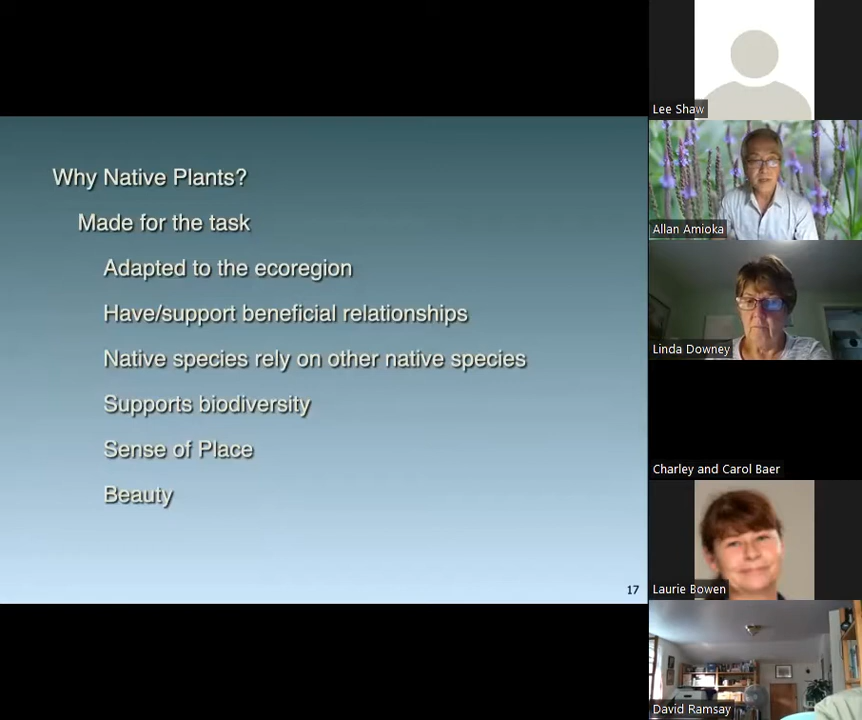 Why Native Plants?
Made for the task
Adapted to the ecoregion
Have/support beneficial relationships
Native species rely on other native species
Supports biodiversity
Sense of Place
Beauty
17
Lee Shaw
Allan Amioka
Linda Downey
Charley and Carol Baer
Laurie Bowen
David Ramsay